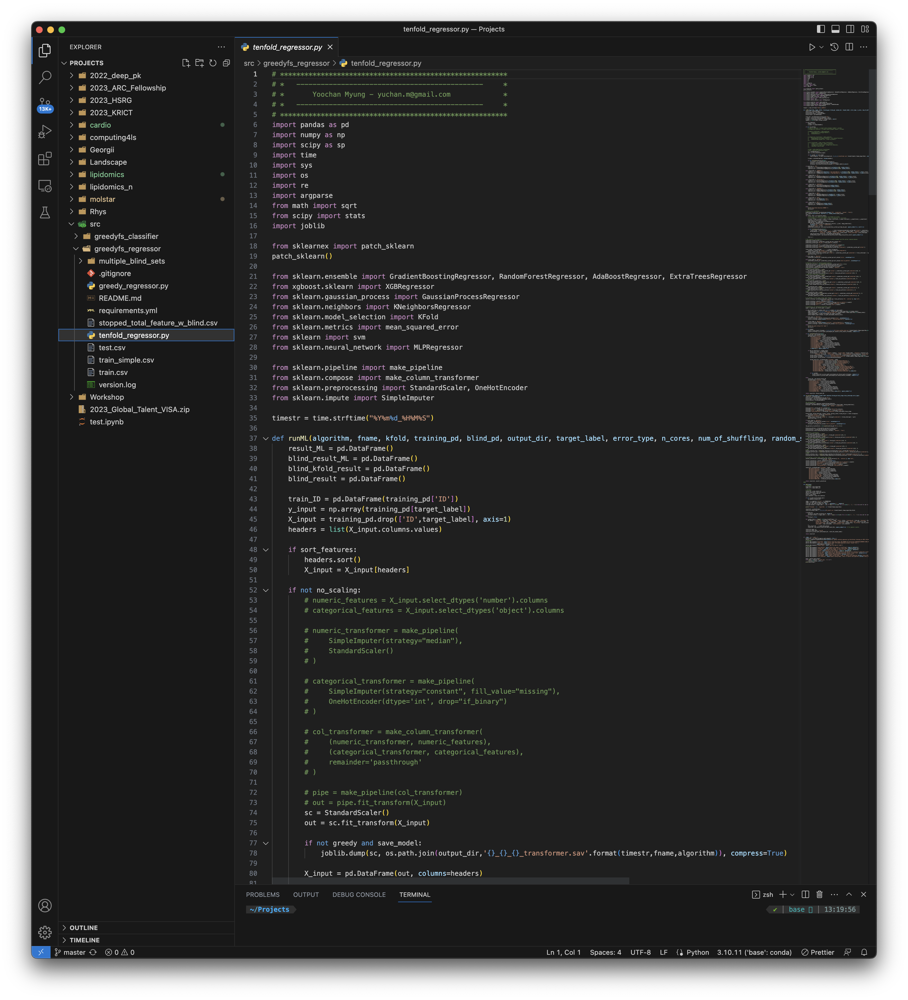 tenfold_regressor.py — Projects
EXPLORER
PROJECTS
2022_deep_pk
2023_ARC_Fellowship
2023_HSRG
2023_KRICT
cardio
computing4ls
Georgii
Landscape
lipidomics
lipidomics_n
molstar
Rhys
src
greedyfs_classifier
greedyfs_regressor
multiple_blind_sets
.gitignore
greedy_regressor.py
README.md
requirements.yml
stopped_total_feature_w_blind.csv
tenfold_regressor.py
test.csv
train_simple.csv
train.csv
version.log
Workshop
2023_Global_Talent_VISA.zip
test.ipynb
OUTLINE
TIMELINE
13K+
tenfold_regressor.py
src > greedyfs_regressor > tenfold_regressor.py
1 # ********************************************************
2 # *   ----------------------------------------------     *
3 # *       Yoochan Myung - yuchan.m@gmail.com             *
4 # *   ----------------------------------------------     *
5 # ********************************************************
6 import pandas as pd
7 import numpy as np
8 import scipy as sp
9 import time
10 import sys
11 import os
12 import re
13 import argparse
14 from math import sqrt
15 from scipy import stats
16 import joblib
17
18 from sklearnex import patch_sklearn
19 patch_sklearn()
20
21 from sklearn.ensemble import GradientBoostingRegressor, RandomForestRegressor, AdaBoostRegressor, ExtraTreesRegressor
22 from xgboost.sklearn import XGBRegressor
23 from sklearn.gaussian_process import GaussianProcessRegressor
24 from sklearn.neighbors import KNeighborsRegressor
25 from sklearn.model_selection import KFold
26 from sklearn.metrics import mean_squared_error
27 from sklearn import svm
28 from sklearn.neural_network import MLPRegressor
29
30 from sklearn.pipeline import make_pipeline
31 from sklearn.compose import make_column_transformer
32 from sklearn.preprocessing import StandardScaler, OneHotEncoder
33 from sklearn.impute import SimpleImputer
34
35 timestr = time.strftime("%Y%m%d_%H%M%S")
36
37 def runML(algorithm, fname, kfold, training_pd, blind_pd, output_dir, target_label, error_type, n_cores, num_of_shuffling, random_s
38     result_ML = pd.DataFrame()
39     blind_result_ML = pd.DataFrame()
40     blind_kfold_result = pd.DataFrame()
41     blind_result = pd.DataFrame()
42
43     train_ID = pd.DataFrame(training_pd['ID'])
44     y_input = np.array(training_pd[target_label])
45     X_input = training_pd.drop(['ID',target_label], axis=1)
46     headers = list(X_input.columns.values)
47
48     if sort_features:
49         headers.sort()
50         X_input = X_input[headers]
51
52     if not no_scaling:
53         # numeric_features = X_input.select_dtypes('number').columns
54         # categorical_features = X_input.select_dtypes('object').columns
55
56         # numeric_transformer = make_pipeline(
57         #     SimpleImputer(strategy="median"),
58         #     StandardScaler()
59         # )
60
61         # categorical_transformer = make_pipeline(
62         #     SimpleImputer(strategy="constant", fill_value="missing"),
63         #     OneHotEncoder(dtype='int', drop="if_binary")
64         # )
65
66         # col_transformer = make_column_transformer(
67         #     (numeric_transformer, numeric_features),
68         #     (categorical_transformer, categorical_features),
69         #     remainder='passthrough'
70         # )
71
72         # pipe = make_pipeline(col_transformer)
73         # out = pipe.fit_transform(X_input)
74         sc = StandardScaler()
75         out = sc.fit_transform(X_input)
76
77         if not greedy and save_model:
78             joblib.dump(sc, os.path.join(output_dir,'{}_{}_{}_transformer.sav'.format(timestr,fname,algorithm)), compress=True)
79
80         X_input = pd.DataFrame(out, columns=headers)
81
PROBLEMS OUTPUT DEBUG CONSOLE TERMINAL zsh
~/Projects ✔ base 13:19:56
master 0 0 Ln 1, Col 1 Spaces: 4 UTF-8 LF Python 3.10.11 ('base': conda) Prettier